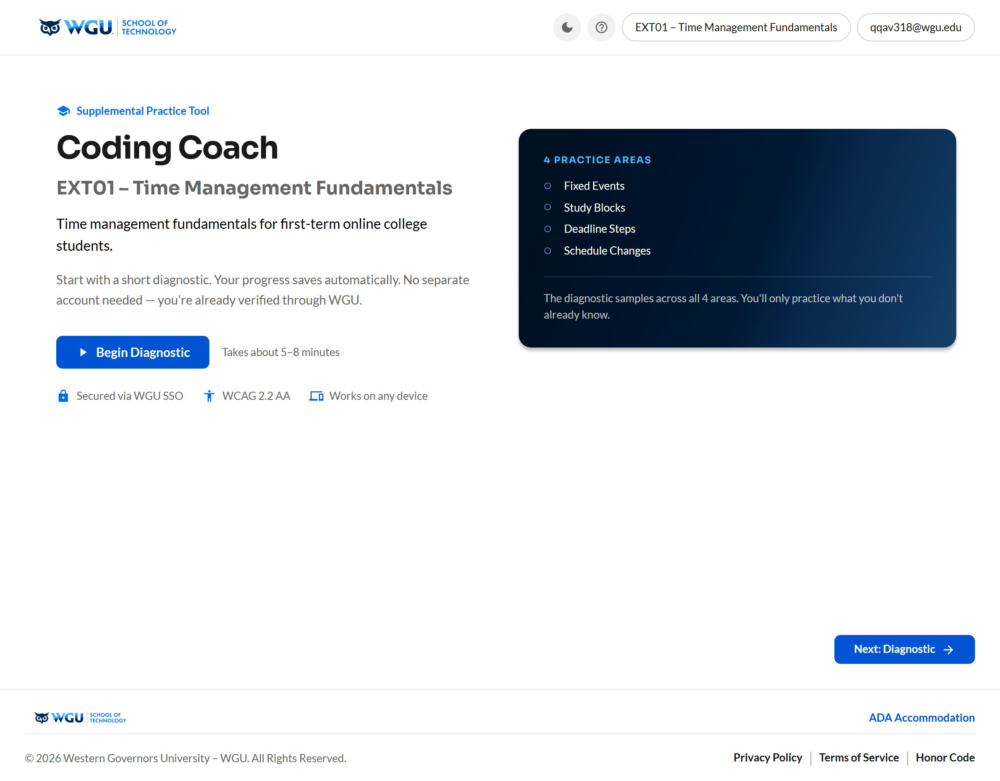 WGU. SCHOOL OF
TECHNOLOGY
EXT01 – Time Management Fundamentals
qqav318@wgu.edu
Supplemental Practice Tool
Coding Coach
EXT01 – Time Management Fundamentals
Time management fundamentals for first-term online college
students.
Start with a short diagnostic. Your progress saves automatically. No separate
account needed — you're already verified through WGU.
Begin Diagnostic
Takes about 5–8 minutes
Secured via WGU SSO
WCAG 2.2 AA
Works on any device
4 PRACTICE AREAS
Fixed Events
Study Blocks
Deadline Steps
Schedule Changes
The diagnostic samples across all 4 areas. You'll only practice what you don't
already know.
Next: Diagnostic
WGU. SCHOOL OF
TECHNOLOGY
ADA Accommodation
© 2026 Western Governors University – WGU. All Rights Reserved.
Privacy Policy | Terms of Service | Honor Code